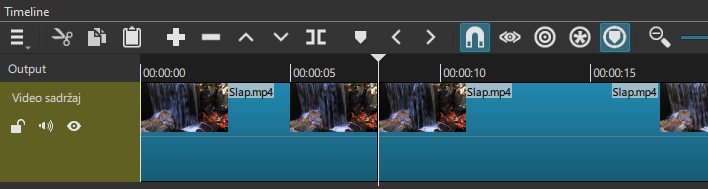 Timeline
Output
00:00:00
00:00:05
00:00:10
00:00:15
Video sadržaj
Slap.mp4
Slap.mp4
Slap.mp4